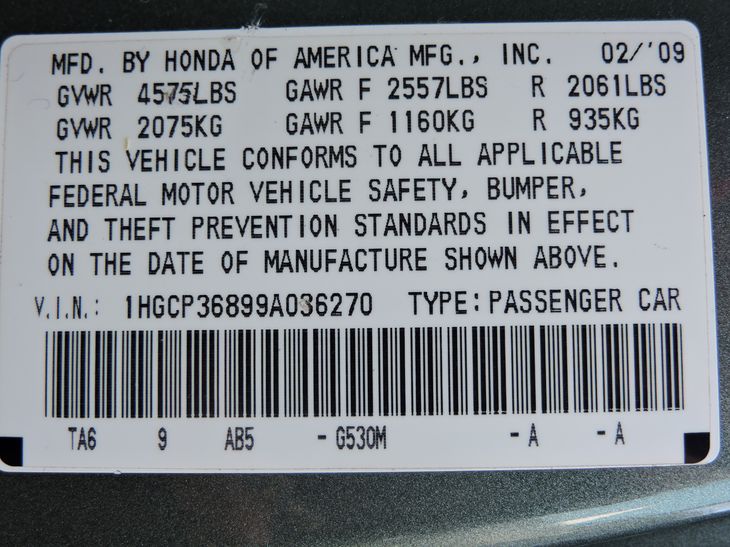 MFD. BY HONDA OF AMERICA MFG., INC. 02/'09
GVWR 4575LBS GAWR F 2557LBS R 2061LBS
GVWR 2075KG GAWR F 1160KG R 935KG
THIS VEHICLE CONFORMS TO ALL APPLICABLE
FEDERAL MOTOR VEHICLE SAFETY, BUMPER,
AND THEFT PREVENTION STANDARDS IN EFFECT
ON THE DATE OF MANUFACTURE SHOWN ABOVE.
V.I.N.: 1HGCP36899A036270 TYPE: PASSENGER CAR
TA6 9 AB5 - G530M - A - A